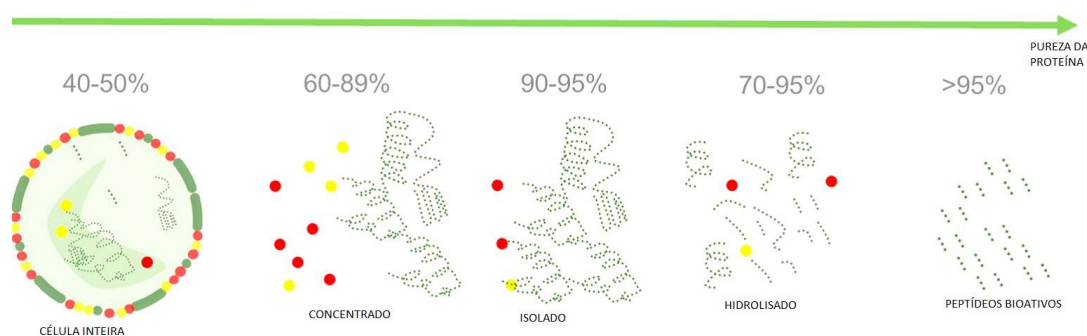 PUREZA DA
PROTEÍNA
40-50%
60-89%
90-95%
70-95%
>95%
CÉLULA INTEIRA
CONCENTRADO
ISOLADO
HIDROLISADO
PEPTÍDEOS BIOATIVOS